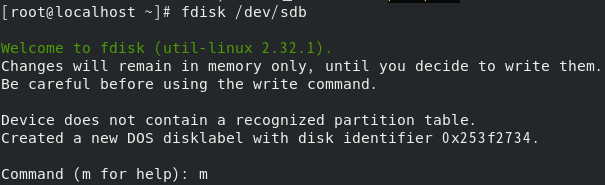 [root@localhost ~]# fdisk /dev/sdb
Welcome to fdisk (util-linux 2.32.1).
Changes will remain in memory only, until you decide to write them.
Be careful before using the write command.
Device does not contain a recognized partition table.
Created a new DOS disklabel with disk identifier 0x253f2734.
Command (m for help): m